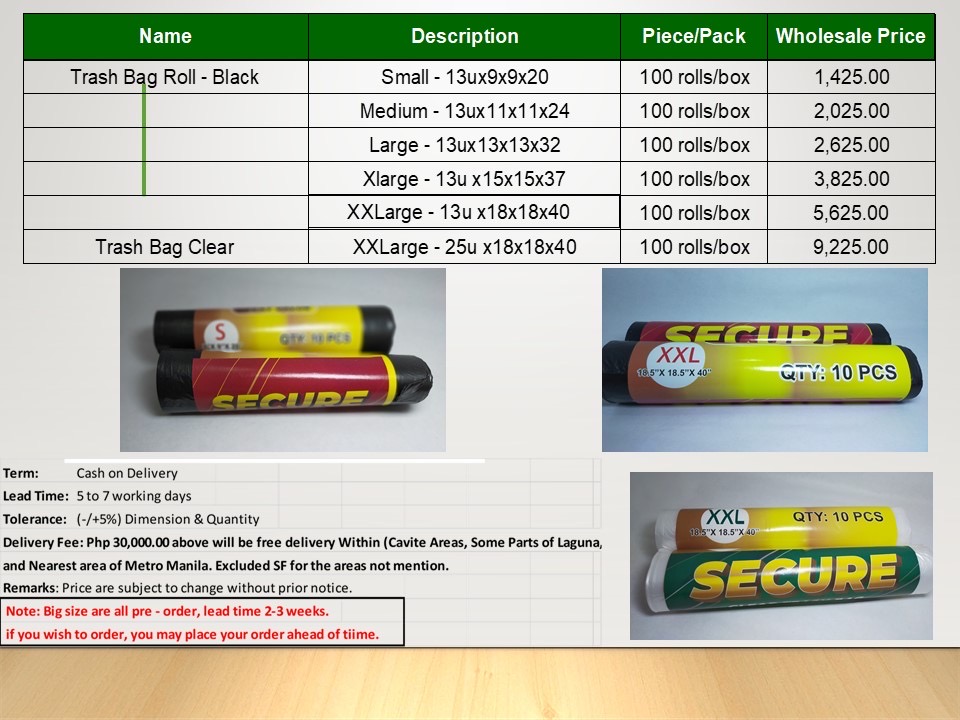 Name Description Piece/Pack Wholesale Price
Trash Bag Roll - Black Small - 13ux9x9x20 100 rolls/box 1,425.00
Medium - 13ux11x11x24 100 rolls/box 2,025.00
Large - 13ux13x13x32 100 rolls/box 2,625.00
Xlarge - 13u x15x15x37 100 rolls/box 3,825.00
XXLarge - 13u x18x18x40 100 rolls/box 5,625.00
Trash Bag Clear XXLarge - 25u x18x18x40 100 rolls/box 9,225.00
S
QTY: 10 PCS
SECURE
SECURE
XXL
18.5"X 18.5"X 40"
QTY: 10 PCS
Term: Cash on Delivery
Lead Time: 5 to 7 working days
Tolerance: (-/+5%) Dimension & Quantity
Delivery Fee: Php 30,000.00 above will be free delivery Within (Cavite Areas, Some Parts of Laguna,
and Nearest area of Metro Manila. Excluded SF for the areas not mention.
Remarks: Price are subject to change without prior notice.
Note: Big size are all pre - order, lead time 2-3 weeks.
if you wish to order, you may place your order ahead of tiime.
XXL
18.5"X 18.5"X 40"
QTY: 10 PCS
SECURE